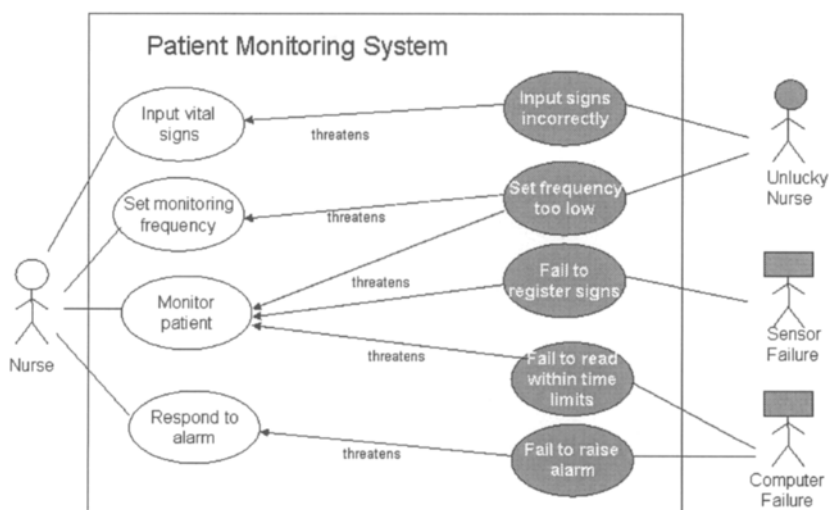 Patient Monitoring System
Input vital
signs
threatens
Input signs
incorrectly
Unlucky
Nurse
Set monitoring
frequency
threatens
Set frequency
too low
threatens
Monitor
patient
Fail to
register signs
Sensor
Failure
Nurse
threatens
Fail to read
within time
limits
Respond to
alarm
threatens
Fail to raise
alarm
Computer
Failure